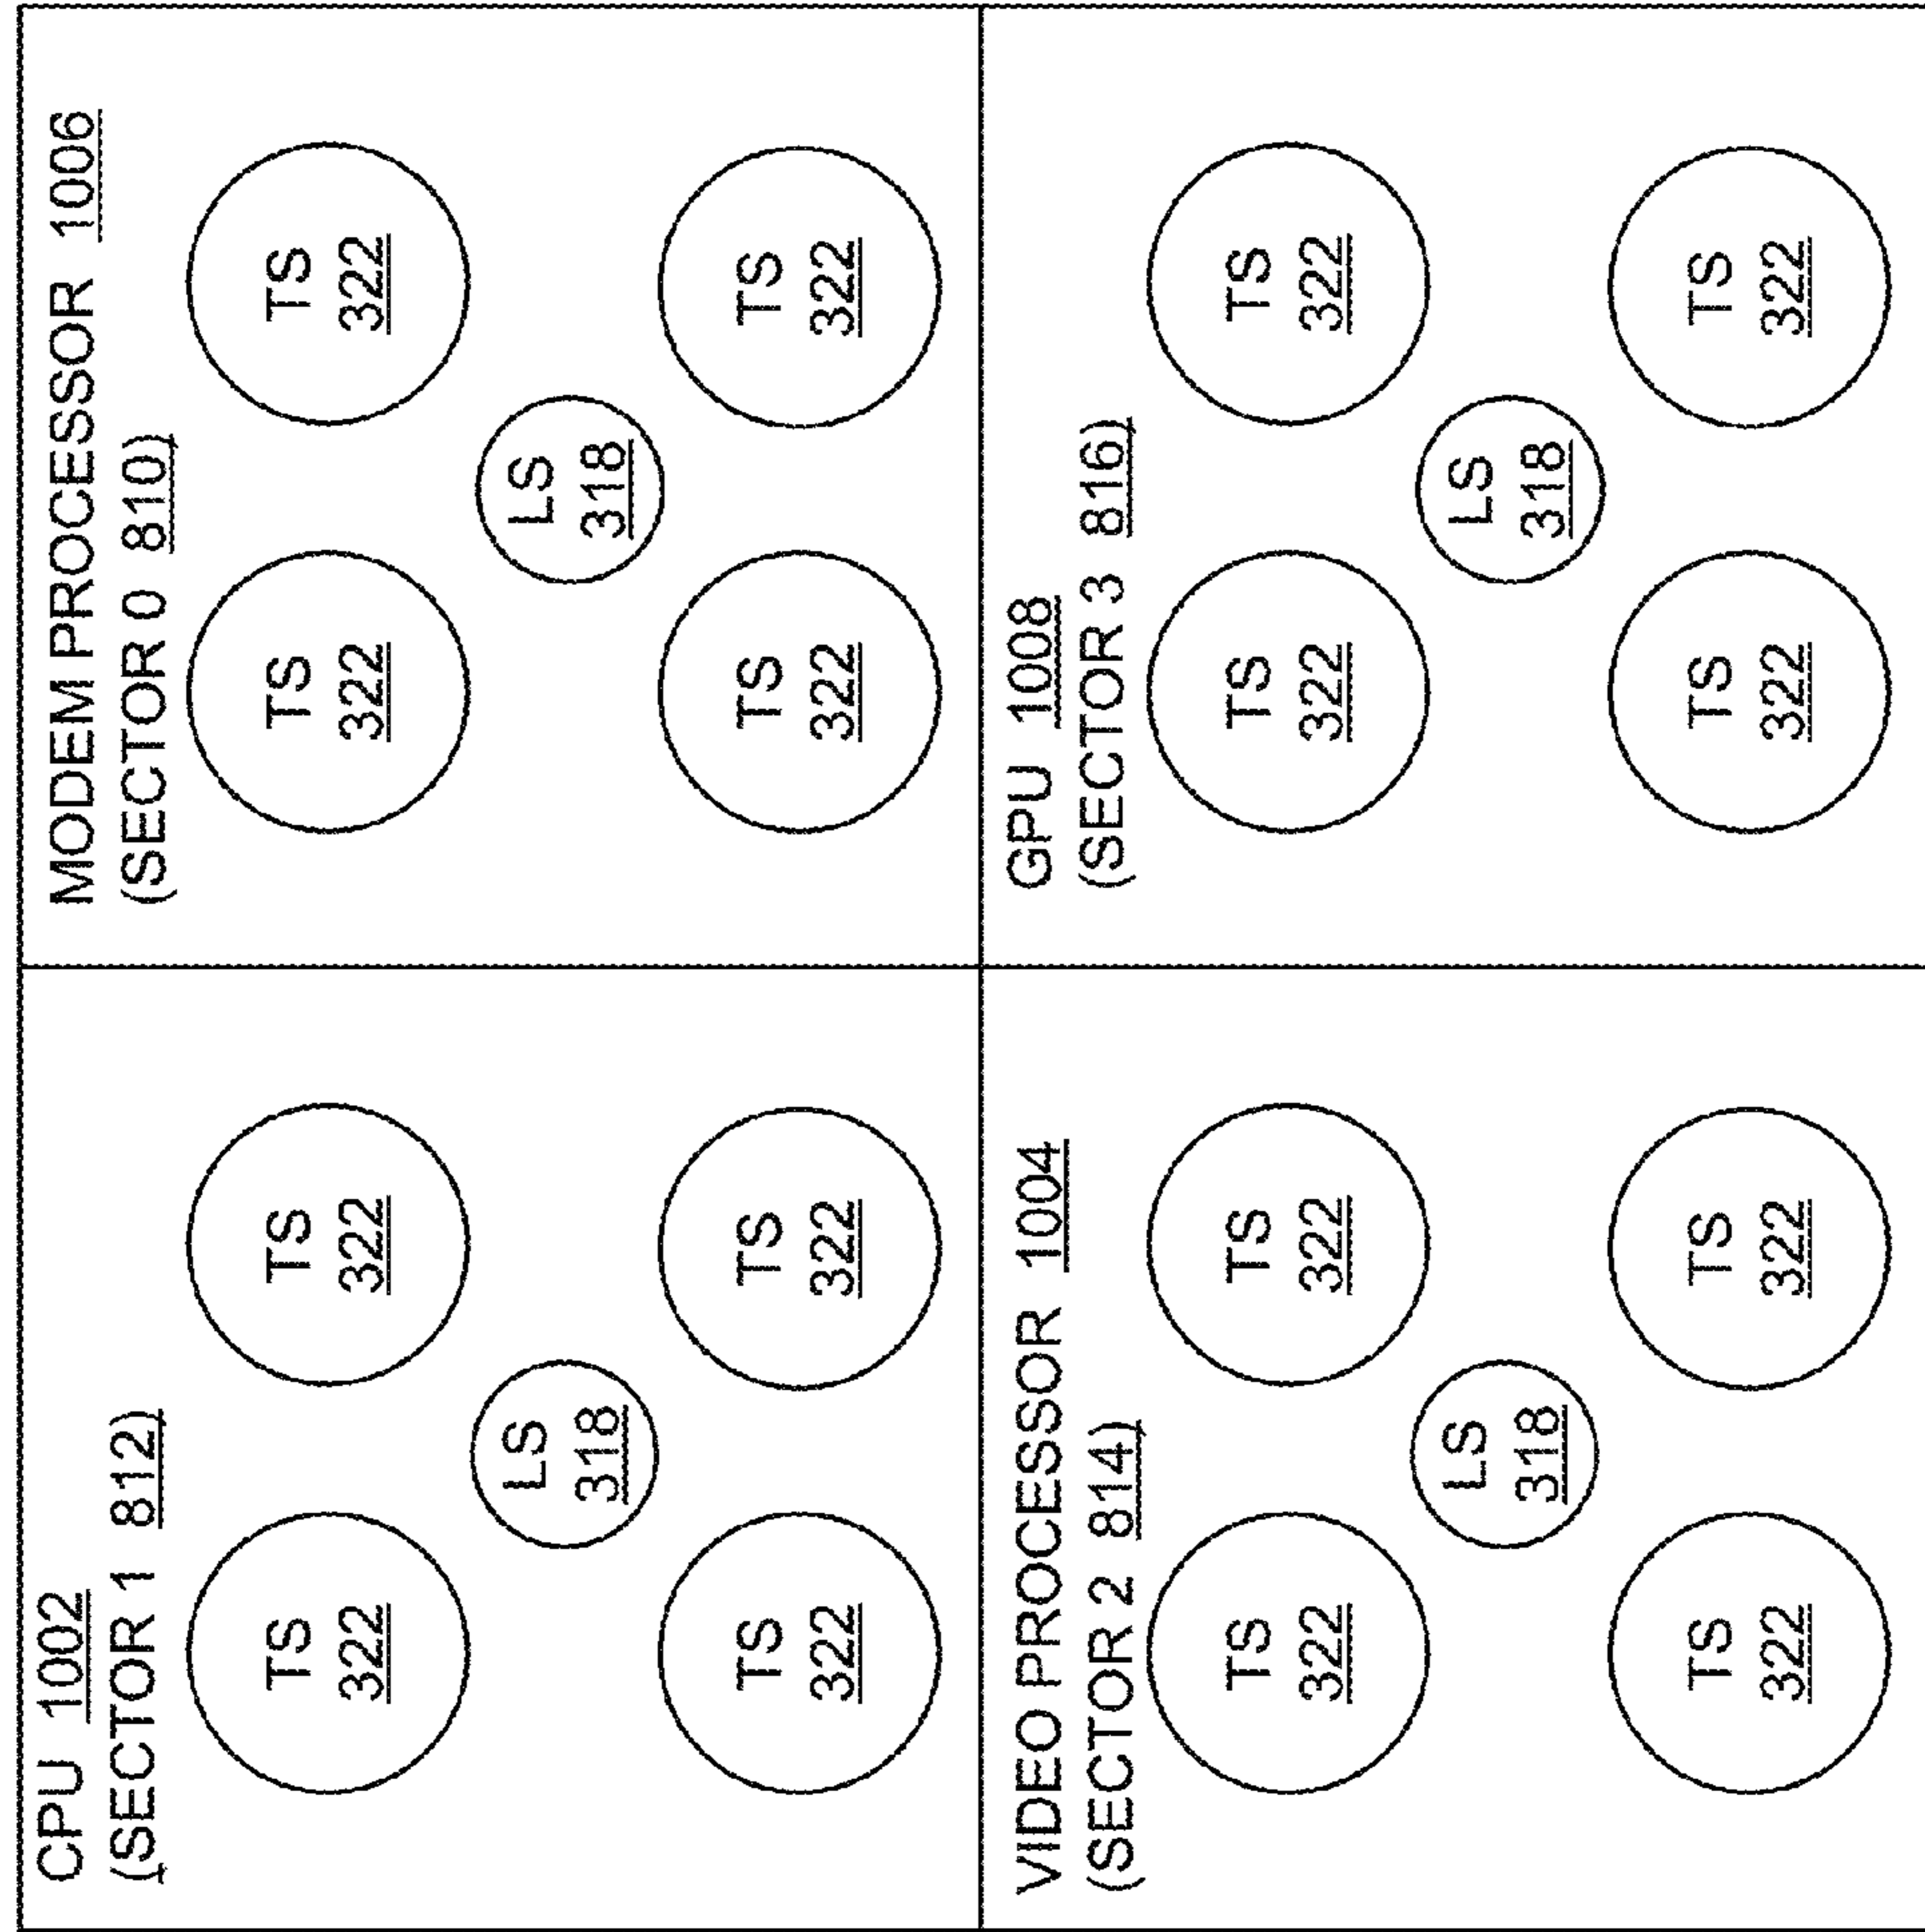 CPU 1002
(SECTOR 1 812)
TS
322
TS
322
LS
318
TS
322
TS
322
MODEM PROCESSOR 1006
(SECTOR 0 810)
TS
322
TS
322
LS
318
TS
322
TS
322
VIDEO PROCESSOR 1004
(SECTOR 2 814)
TS
322
TS
322
LS
318
TS
322
TS
322
GPU 1008
(SECTOR 3 816)
TS
322
TS
322
LS
318
TS
322
TS
322